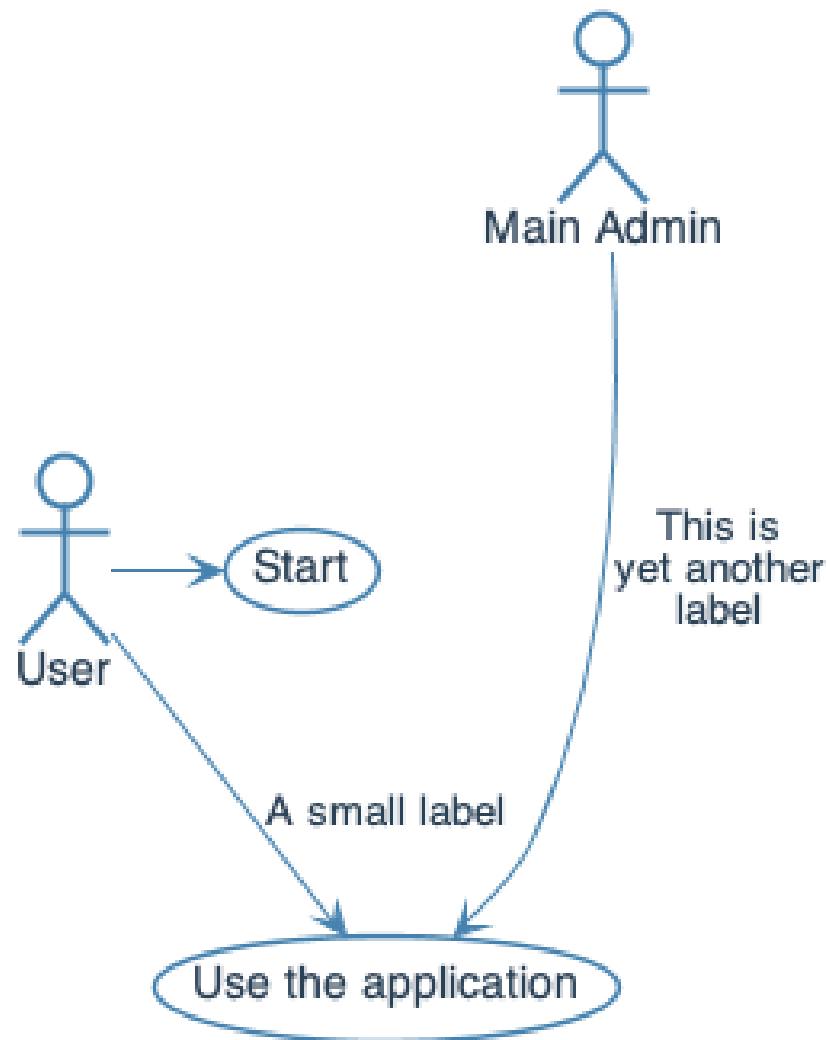 Main Admin
This is
yet another
label
Start
User
A small label
Use the application